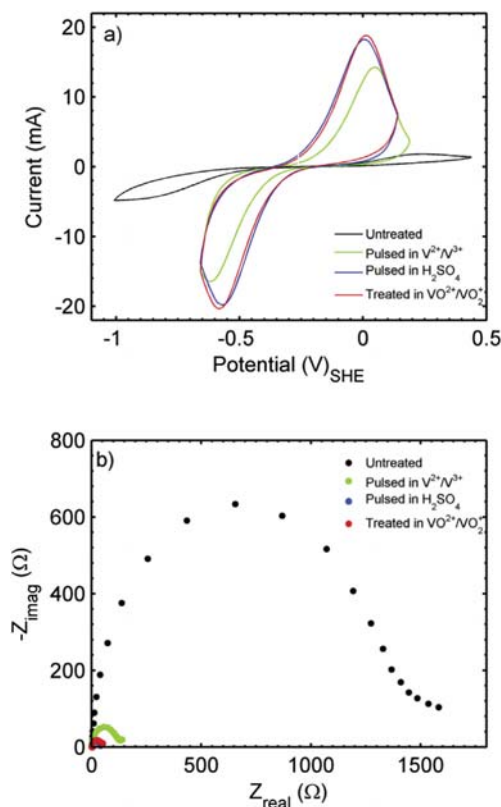 a)
20
10
0
-10
-20
Current (mA)
Untreated
Pulsed in V²⁺/V³⁺
Pulsed in H₂SO₄
Treated in VO²⁺/VO₂⁺
-1
-0.5
0
0.5
Potential (V)SHE
b)
800
600
400
200
0
-Zimag (Ω)
Untreated
Pulsed in V²⁺/V³⁺
Pulsed in H₂SO₄
Treated in VO²⁺/VO₂⁺
0
500
1000
1500
Zreal (Ω)